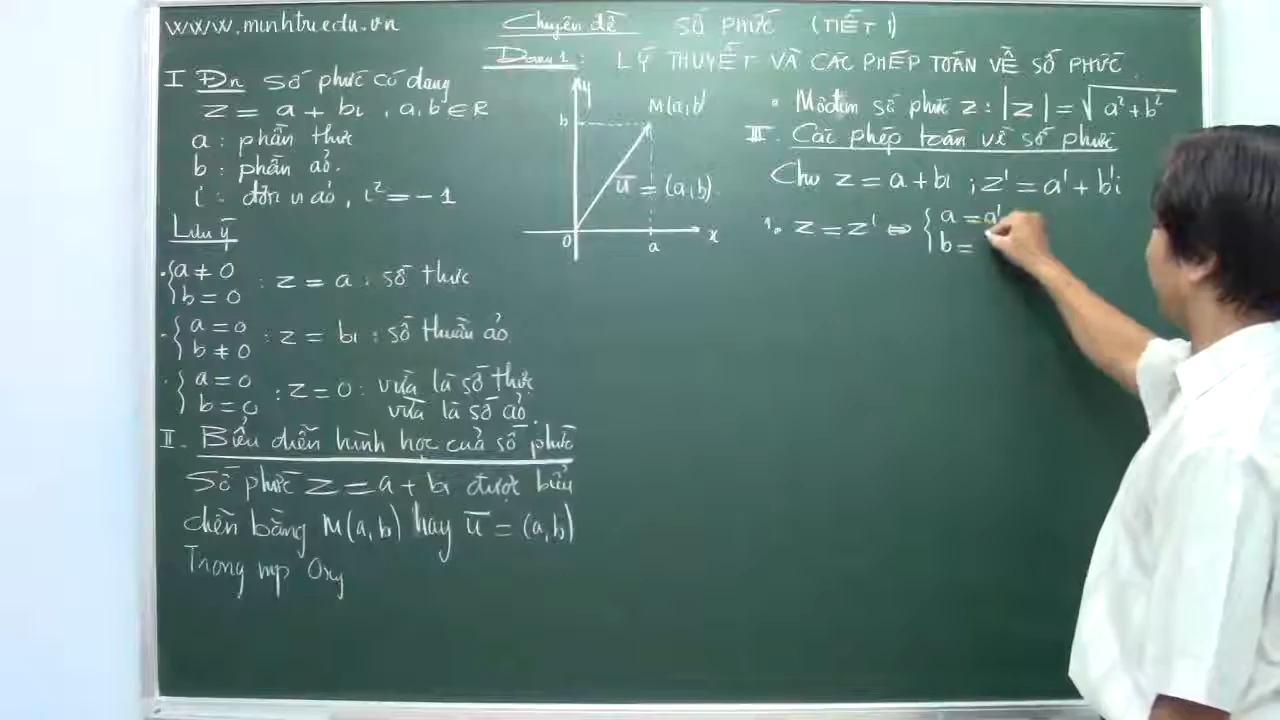 www.minhtriedu.vn
Chuyên đề SỐ PHỨC (TIẾT 1)
Dạng 1: LÝ THUYẾT VÀ CÁC PHÉP TOÁN VỀ SỐ PHỨC
I Đn Số phức có dạng
z = a + bi, a, b ∈ R
a: phần thực
b: phần ảo.
i: đơn vị ảo, i² = -1
Lưu ý
{a ≠ 0
{b = 0 : z = a: số thực
{a = 0
{b ≠ 0 : z = bi: số thuần ảo
{a = 0
{b = 0 : z = 0: vừa là số thực
vừa là số ảo.
II. Biểu diễn hình học của số phức
Số phức z = a + bi được biểu
diễn bằng M(a,b) hay u = (a,b)
Trong mp Oxy
y
b
M(a,b)
u = (a,b)
O
a
x
• Môđun số phức z: |z| = √(a² + b²)
III. Các phép toán về số phức
Cho z = a + bi ; z' = a' + b'i
1. z = z' ⇔ {a = a'
{b =